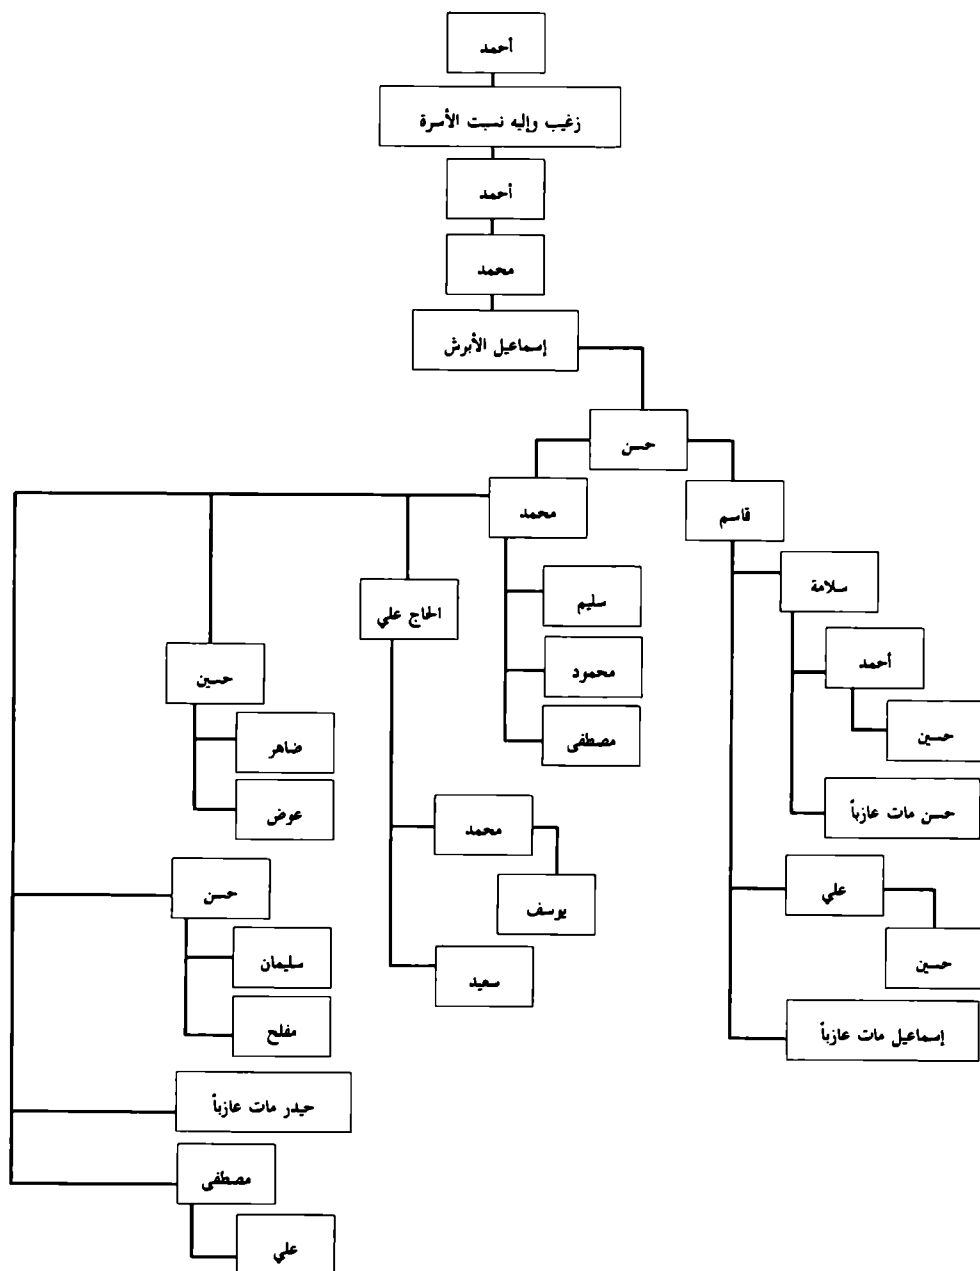 أحمد
زغيب وإليه نسبت الأسرة
أحمد
محمد
إسماعيل الأبرش
حسن
قاسم
محمد
سلامة
سليم
الحاج علي
أحمد
محمود
حسين
حسين
مصطفى
ضاهر
حسن مات عازباً
عوض
محمد
علي
حسن
يوسف
حسين
سليمان
سعيد
إسماعيل مات عازباً
مفلح
حيدر مات عازباً
مصطفى
علي